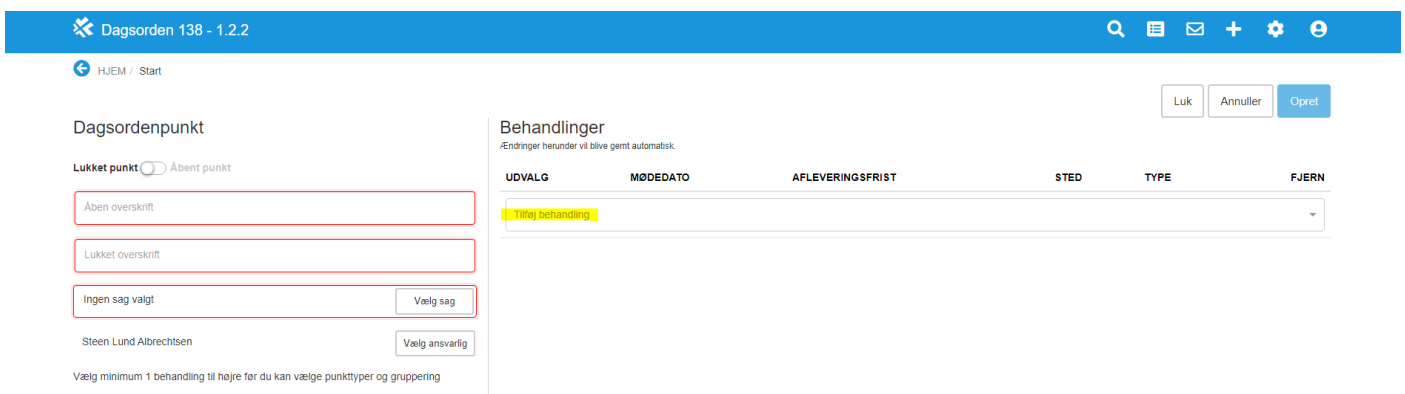 Dagsorden 138 - 1.2.2
HJEM / Start
Luk Annuller Opret
Dagsordenpunkt
Lukket punkt Åbent punkt
Åben overskrift
Lukket overskrift
Ingen sag valgt Vælg sag
Steen Lund Albrechtsen Vælg ansvarlig
Vælg minimum 1 behandling til højre før du kan vælge punkttyper og gruppering
Behandlinger
Ændringer herunder vil blive gemt automatisk.
UDVALG MØDEDATO AFLEVERINGSFRIST STED TYPE FJERN
Tilføj behandling